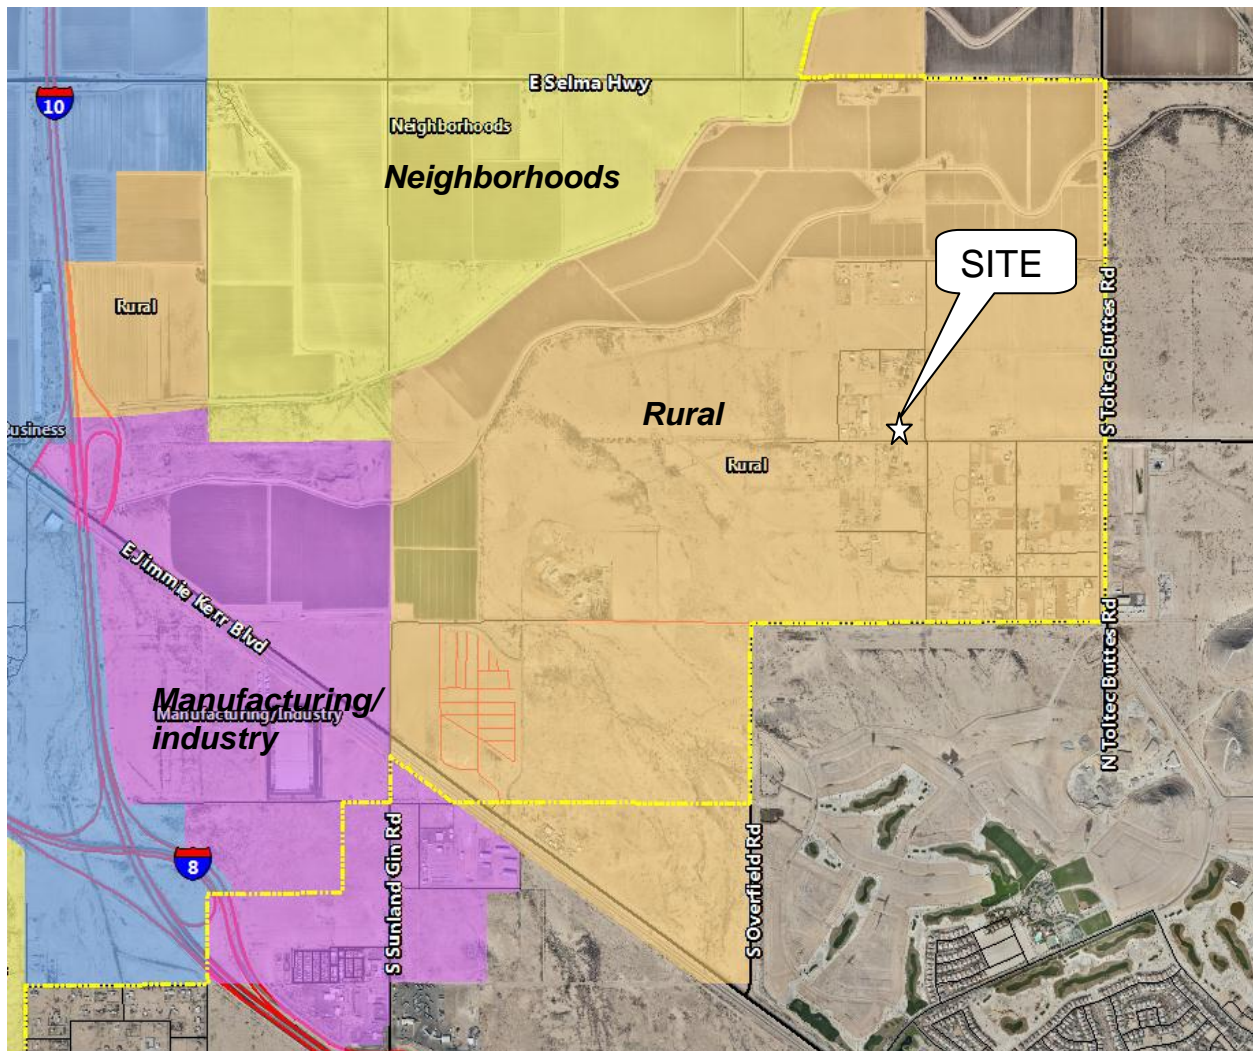 E Selma Hwy
10
Neighborhoods
Neighborhoods
SITE
Rural
S Toltec Buttes Rd
Rural
Business
Rural
E Jimmie Kerr Blvd
N Toltec Buttes Rd
Manufacturing/
Manufacturing/Industry
industry
8
S Sunland Gin Rd
S Overfield Rd